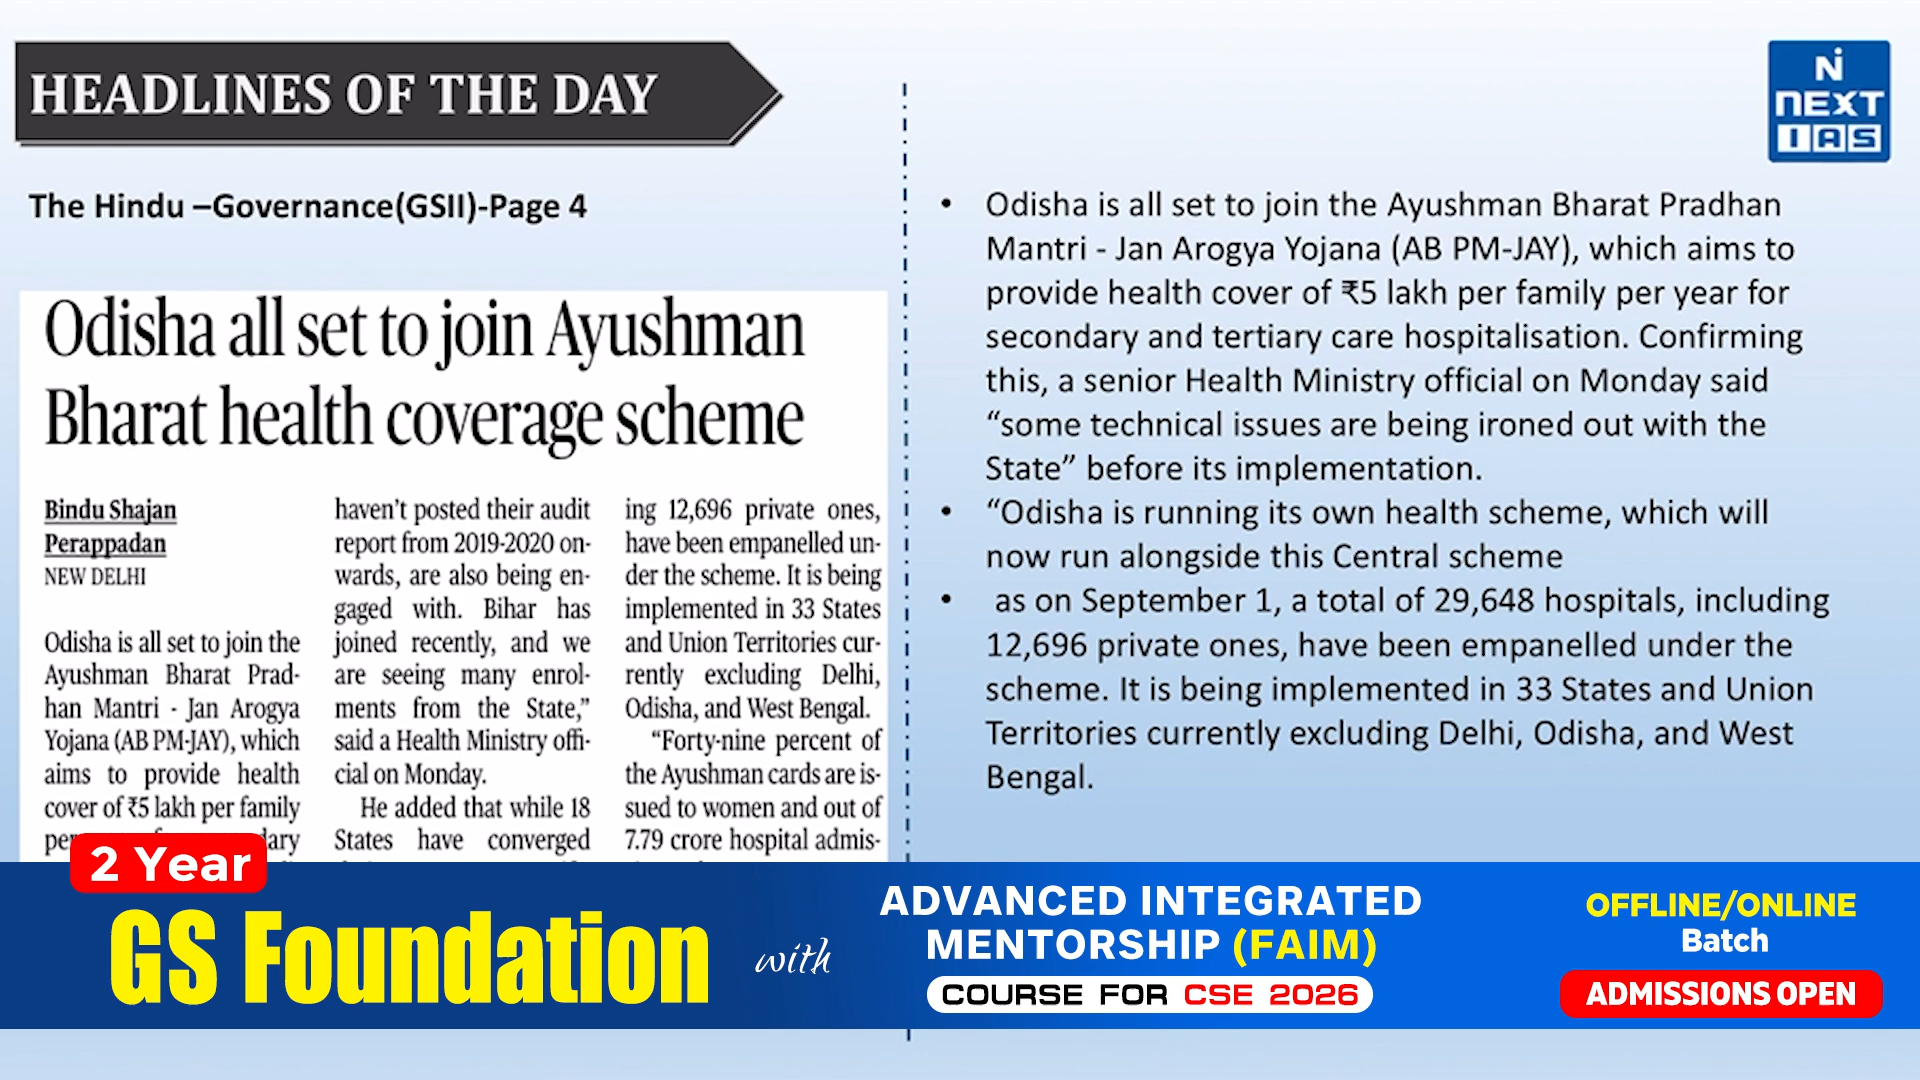 HEADLINES OF THE DAY
N
NEXT
IAS
The Hindu –Governance(GSII)-Page 4
Odisha all set to join Ayushman
Bharat health coverage scheme
Bindu Shajan
Perappadan
NEW DELHI
Odisha is all set to join the
Ayushman Bharat Prad-
han Mantri - Jan Arogya
Yojana (AB PM-JAY), which
aims to provide health
cover of ₹5 lakh per family
haven't posted their audit
report from 2019-2020 on-
wards, are also being en-
gaged with. Bihar has
joined recently, and we
are seeing many enrol-
ments from the State,”
said a Health Ministry offi-
cial on Monday.
He added that while 18
States have converged
ing 12,696 private ones,
have been empanelled un-
der the scheme. It is being
implemented in 33 States
and Union Territories cur-
rently excluding Delhi,
Odisha, and West Bengal.
“Forty-nine percent of
the Ayushman cards are is-
sued to women and out of
7.79 crore hospital admis-
• Odisha is all set to join the Ayushman Bharat Pradhan
Mantri - Jan Arogya Yojana (AB PM-JAY), which aims to
provide health cover of ₹5 lakh per family per year for
secondary and tertiary care hospitalisation. Confirming
this, a senior Health Ministry official on Monday said
“some technical issues are being ironed out with the
State” before its implementation.
• “Odisha is running its own health scheme, which will
now run alongside this Central scheme
• as on September 1, a total of 29,648 hospitals, including
12,696 private ones, have been empanelled under the
scheme. It is being implemented in 33 States and Union
Territories currently excluding Delhi, Odisha, and West
Bengal.
2 Year
GS Foundation
with
ADVANCED INTEGRATED
MENTORSHIP (FAIM)
COURSE FOR CSE 2026
OFFLINE/ONLINE
Batch
ADMISSIONS OPEN